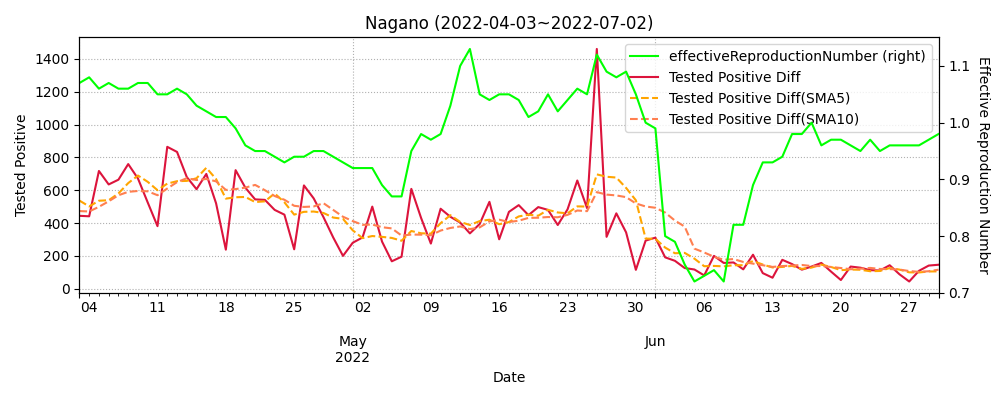 Nagano (2022-04-03~2022-07-02)
effectiveReproductionNumber (right)
Tested Positive Diff
Tested Positive Diff(SMA5)
Tested Positive Diff(SMA10)
Tested Positive
1400
1200
1000
800
600
400
200
0
Effective Reproduction Number
1.1
1.0
0.9
0.8
0.7
04 11 18 25 02 09 16 23 30 06 13 20 27
May Jun
2022
Date